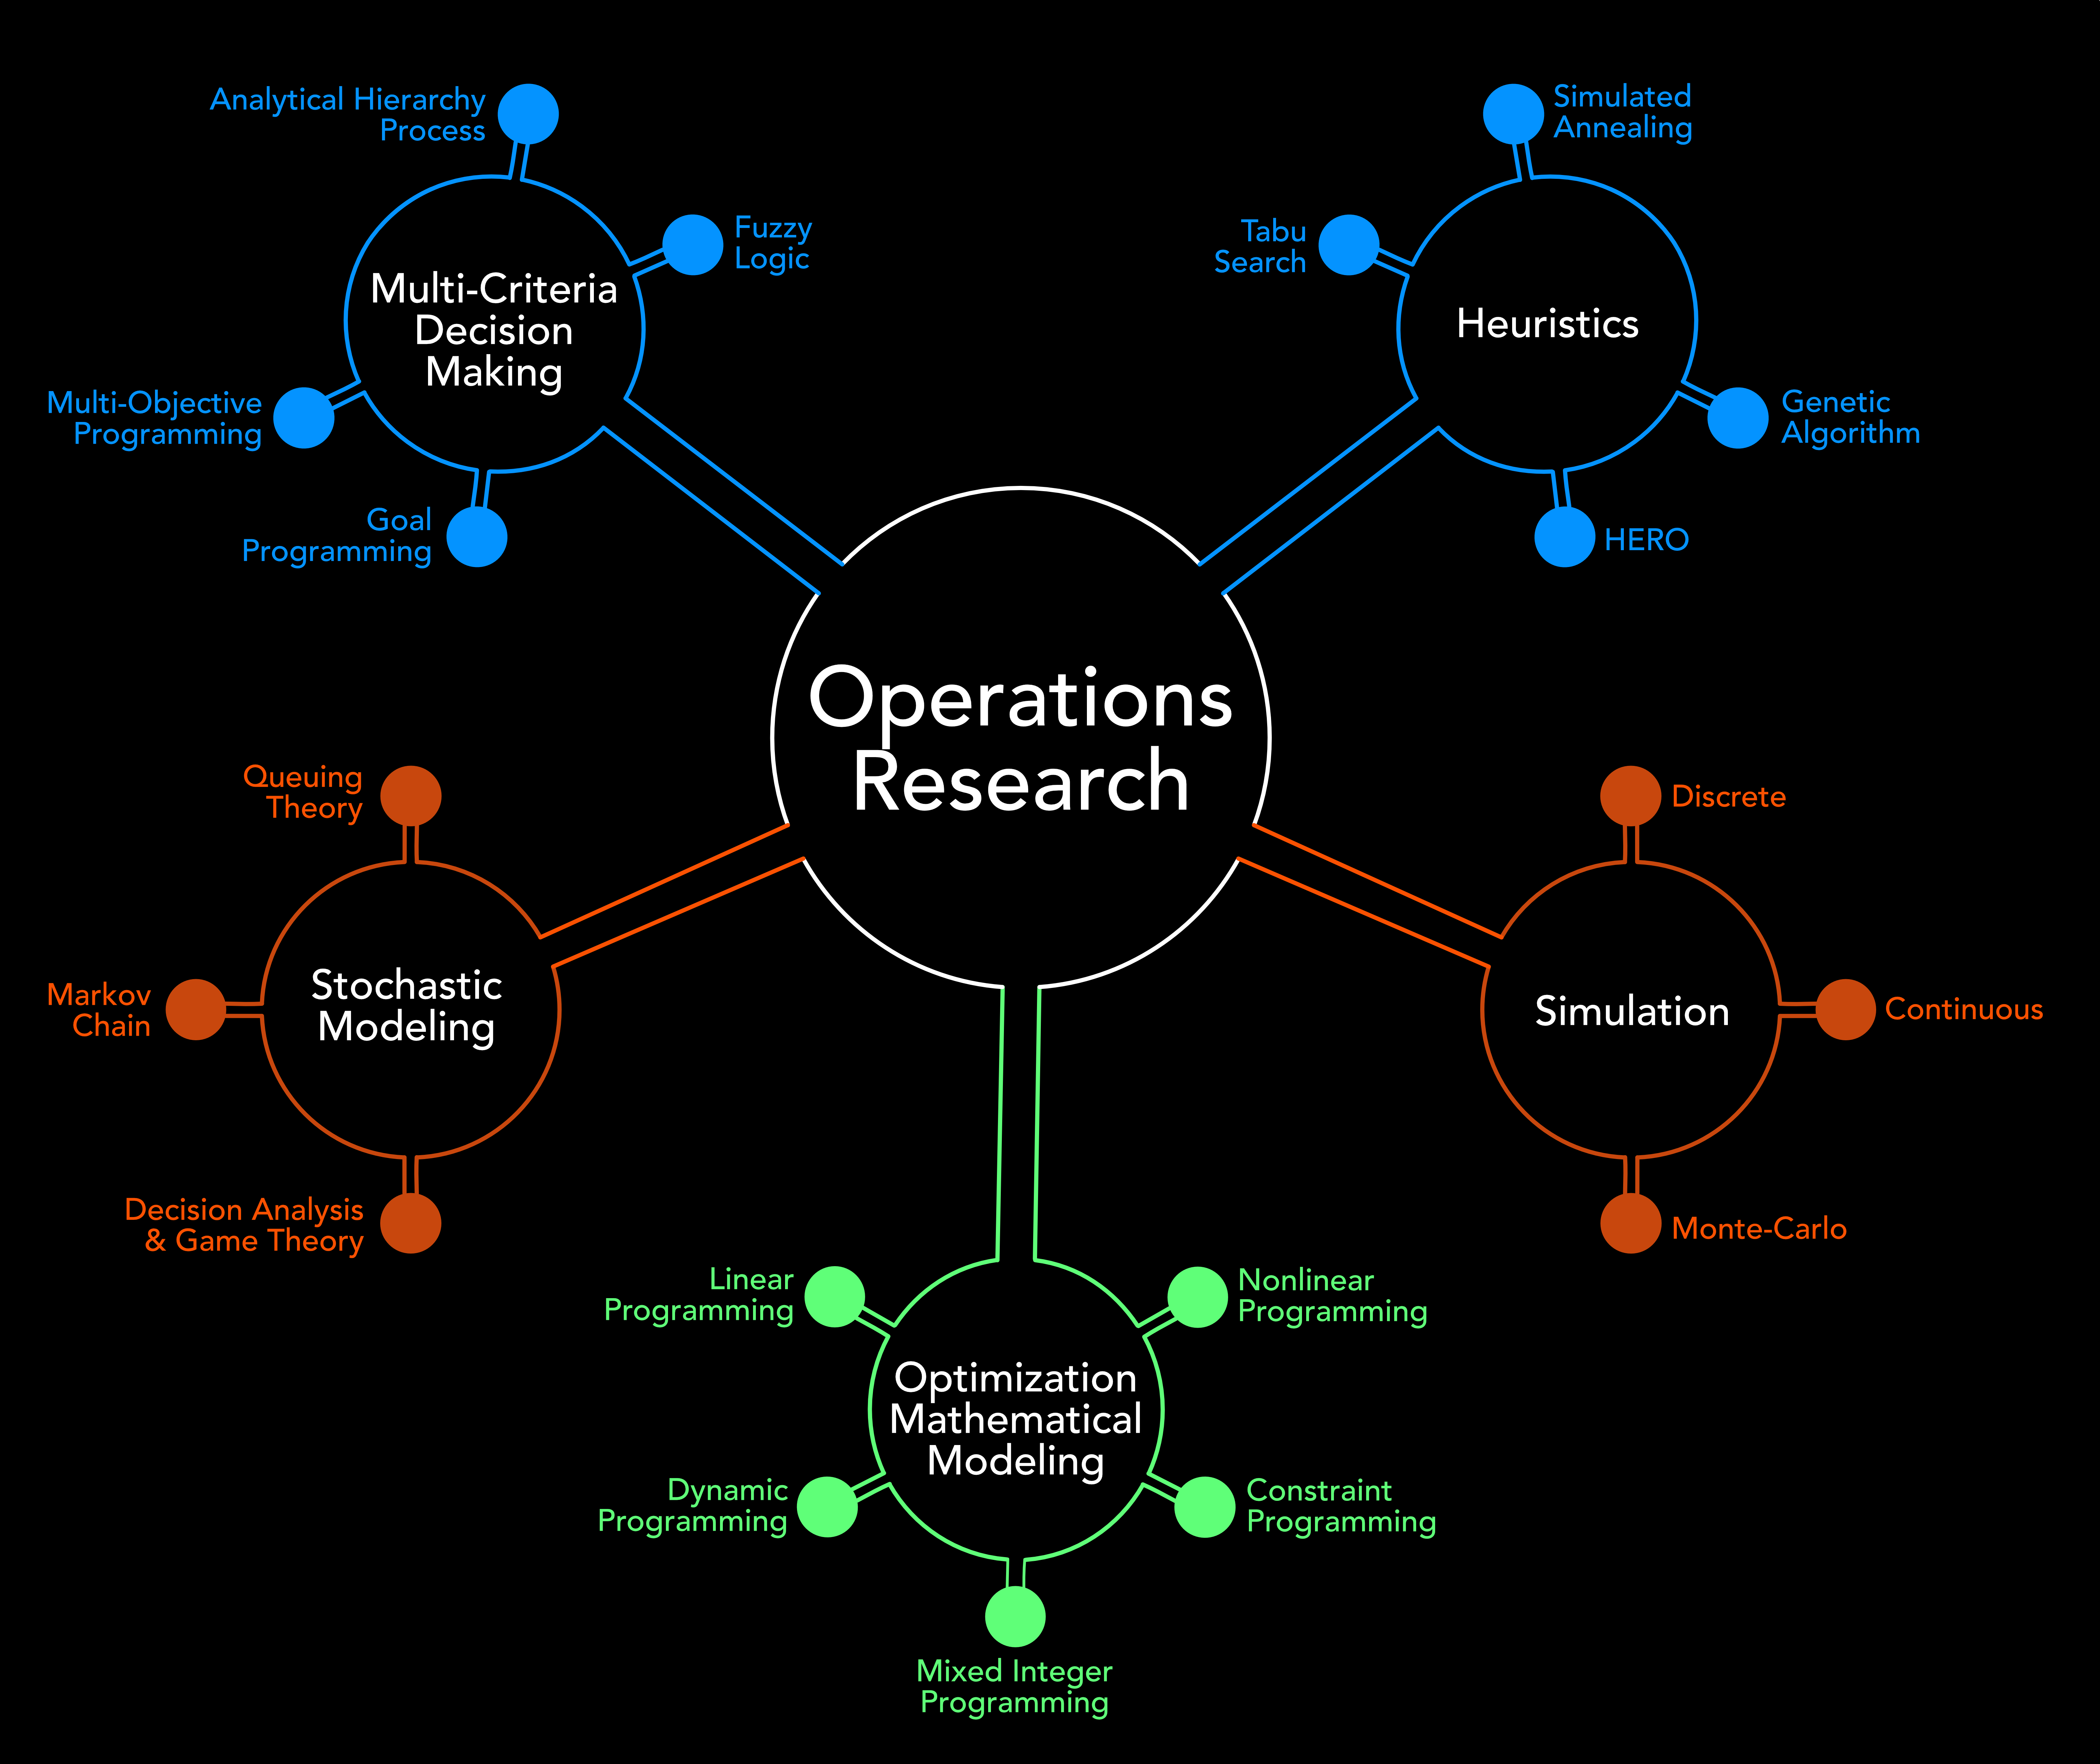 Analytical Hierarchy
Process
Fuzzy
Logic
Multi-Criteria
Decision
Making
Multi-Objective
Programming
Goal
Programming
Simulated
Annealing
Tabu
Search
Heuristics
Genetic
Algorithm
HERO
Operations
Research
Queuing
Theory
Markov
Chain
Stochastic
Modeling
Decision Analysis
& Game Theory
Discrete
Simulation
Continuous
Monte-Carlo
Linear
Programming
Nonlinear
Programming
Optimization
Mathematical
Modeling
Dynamic
Programming
Constraint
Programming
Mixed Integer
Programming